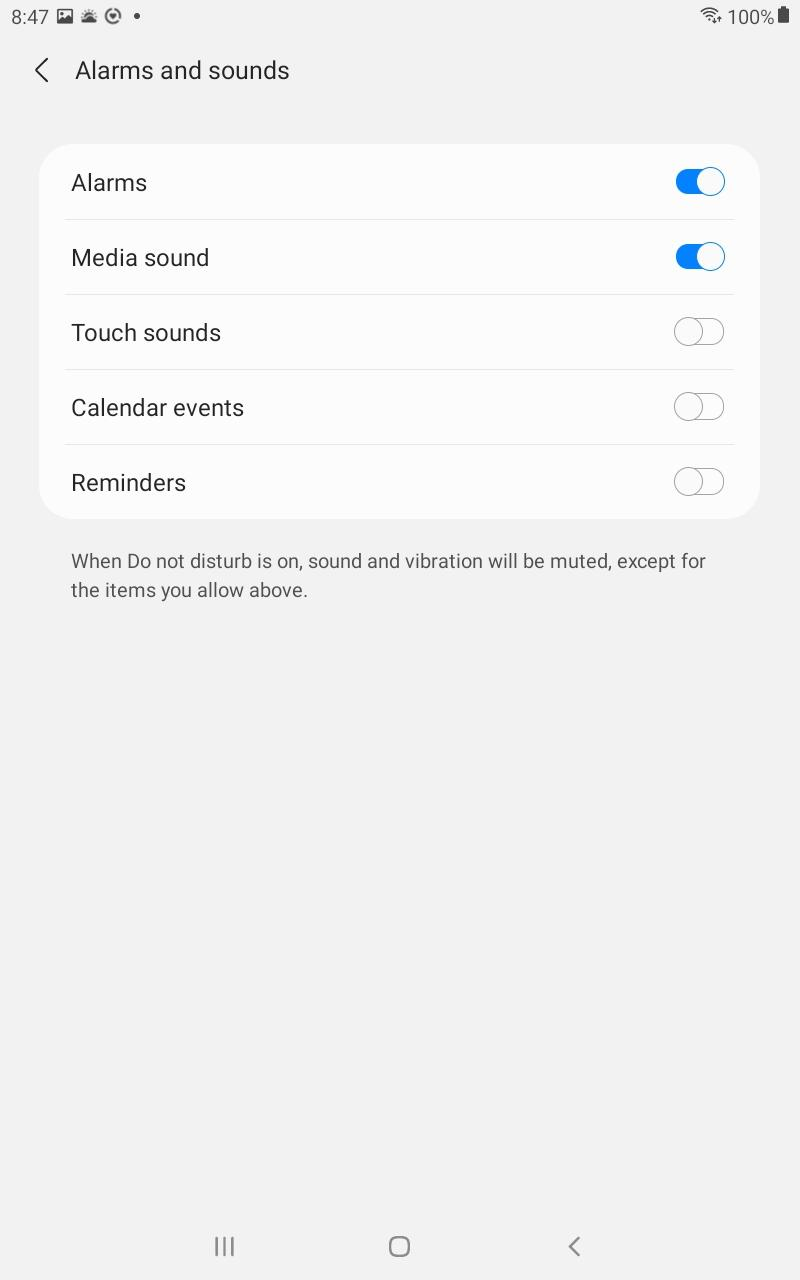 8:47
100%
Alarms and sounds
Alarms
Media sound
Touch sounds
Calendar events
Reminders
When Do not disturb is on, sound and vibration will be muted, except for
the items you allow above.